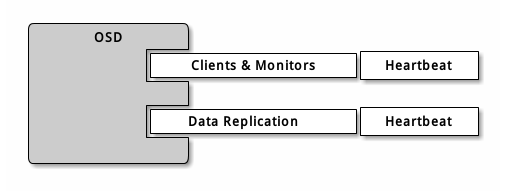 OSD
Clients & Monitors Heartbeat
Data Replication Heartbeat